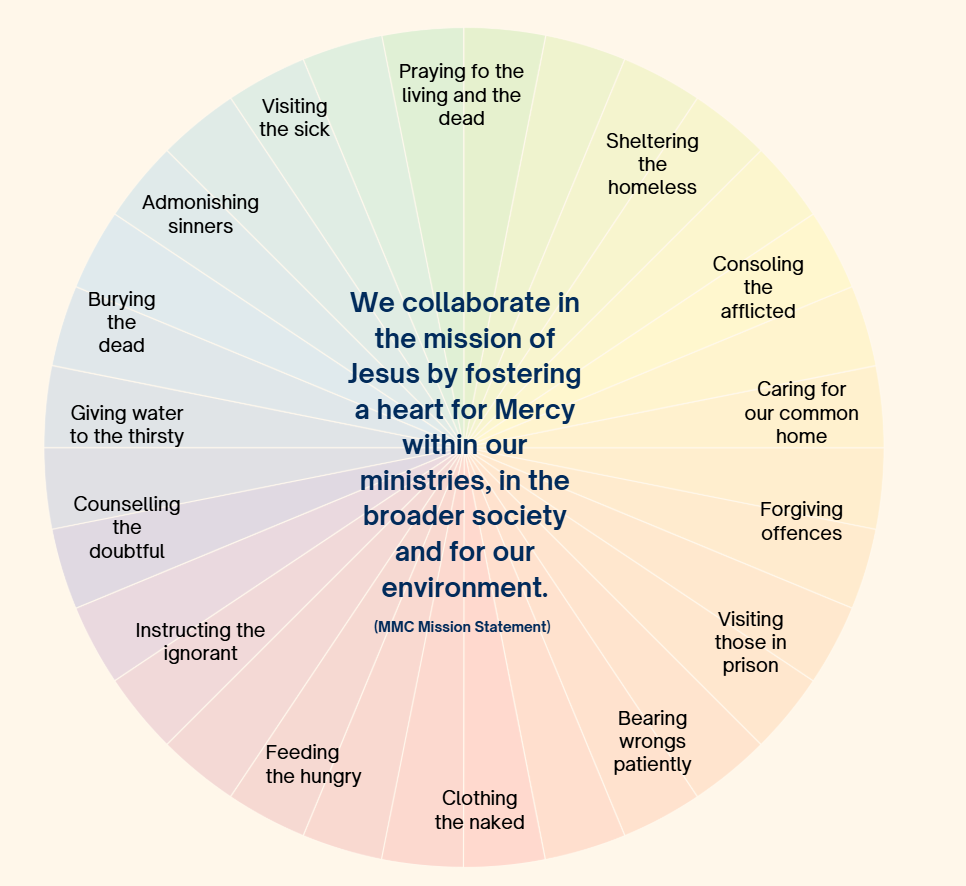 Praying fo the
living and the
dead
Sheltering
the
homeless
Consoling
the
afflicted
Caring for
our common
home
Forgiving
offences
Visiting
those in
prison
Bearing
wrongs
patiently
Clothing
the naked
Feeding
the hungry
Instructing the
ignorant
Counselling
the
doubtful
Giving water
to the thirsty
Burying
the
dead
Admonishing
sinners
Visiting
the sick
We collaborate in
the mission of
Jesus by fostering
a heart for Mercy
within our
ministries, in the
broader society
and for our
environment.
(MMC Mission Statement)